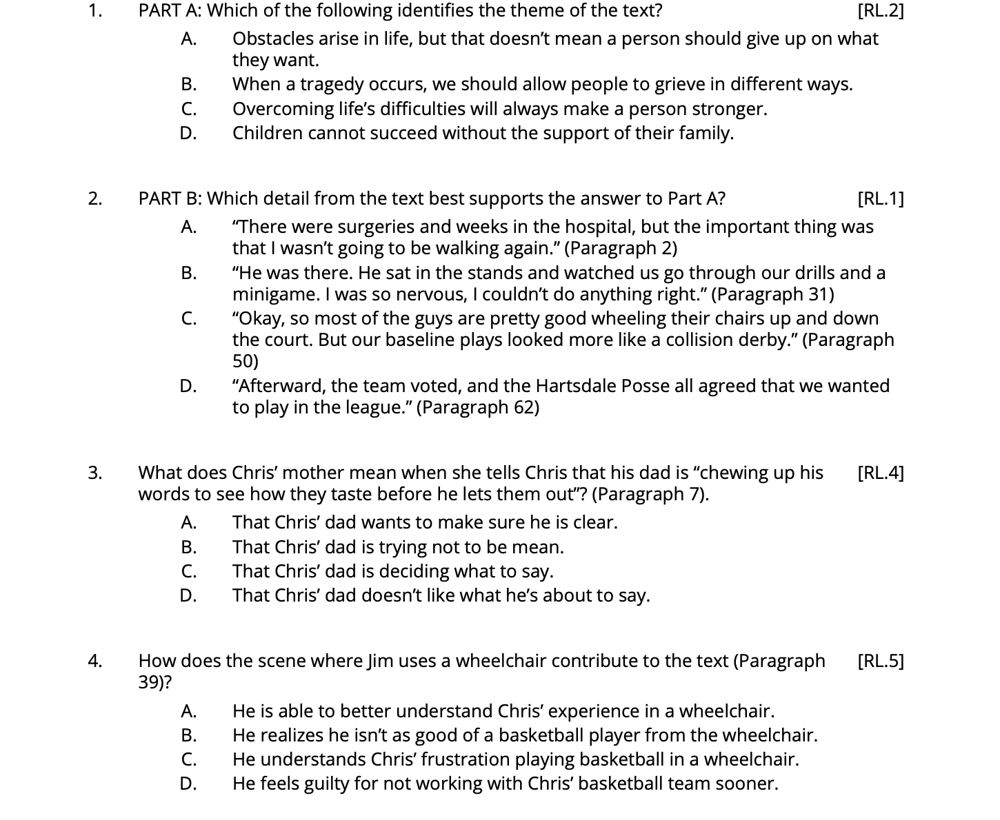 1. PART A: Which of the following identifies the theme of the text? [RL.2]
A. Obstacles arise in life, but that doesn’t mean a person should give up on what
they want.
B. When a tragedy occurs, we should allow people to grieve in different ways.
C. Overcoming life’s difficulties will always make a person stronger.
D. Children cannot succeed without the support of their family.
2. PART B: Which detail from the text best supports the answer to Part A? [RL.1]
A. “There were surgeries and weeks in the hospital, but the important thing was
that I wasn’t going to be walking again.” (Paragraph 2)
B. “He was there. He sat in the stands and watched us go through our drills and a
minigame. I was so nervous, I couldn’t do anything right.” (Paragraph 31)
C. “Okay, so most of the guys are pretty good wheeling their chairs up and down
the court. But our baseline plays looked more like a collision derby.” (Paragraph
50)
D. “Afterward, the team voted, and the Hartsdale Posse all agreed that we wanted
to play in the league.” (Paragraph 62)
3. What does Chris’ mother mean when she tells Chris that his dad is “chewing up his [RL.4]
words to see how they taste before he lets them out”? (Paragraph 7).
A. That Chris’ dad wants to make sure he is clear.
B. That Chris’ dad is trying not to be mean.
C. That Chris’ dad is deciding what to say.
D. That Chris’ dad doesn’t like what he’s about to say.
4. How does the scene where Jim uses a wheelchair contribute to the text (Paragraph [RL.5]
39)?
A. He is able to better understand Chris’ experience in a wheelchair.
B. He realizes he isn’t as good of a basketball player from the wheelchair.
C. He understands Chris’ frustration playing basketball in a wheelchair.
D. He feels guilty for not working with Chris’ basketball team sooner.